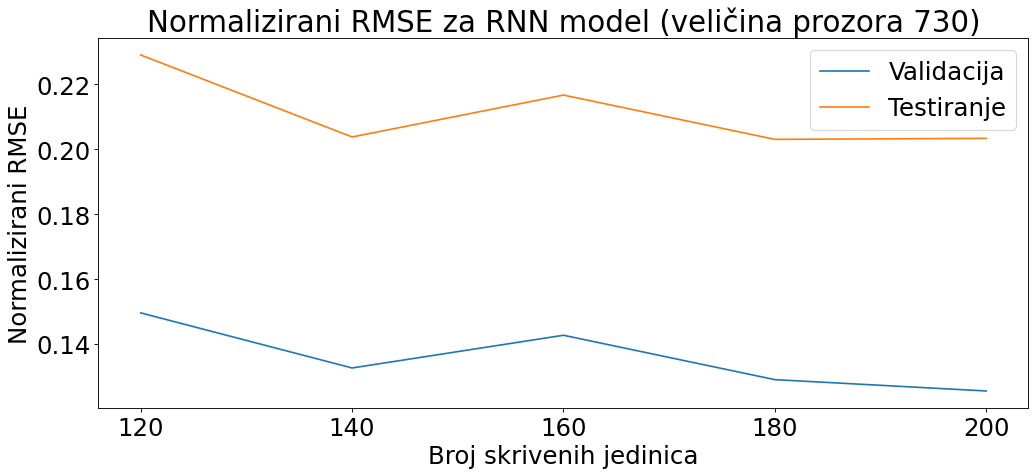 Normalizirani RMSE za RNN model (veličina prozora 730)
Validacija
Testiranje
Normalizirani RMSE
0.22
0.20
0.18
0.16
0.14
120 140 160 180 200
Broj skrivenih jedinica